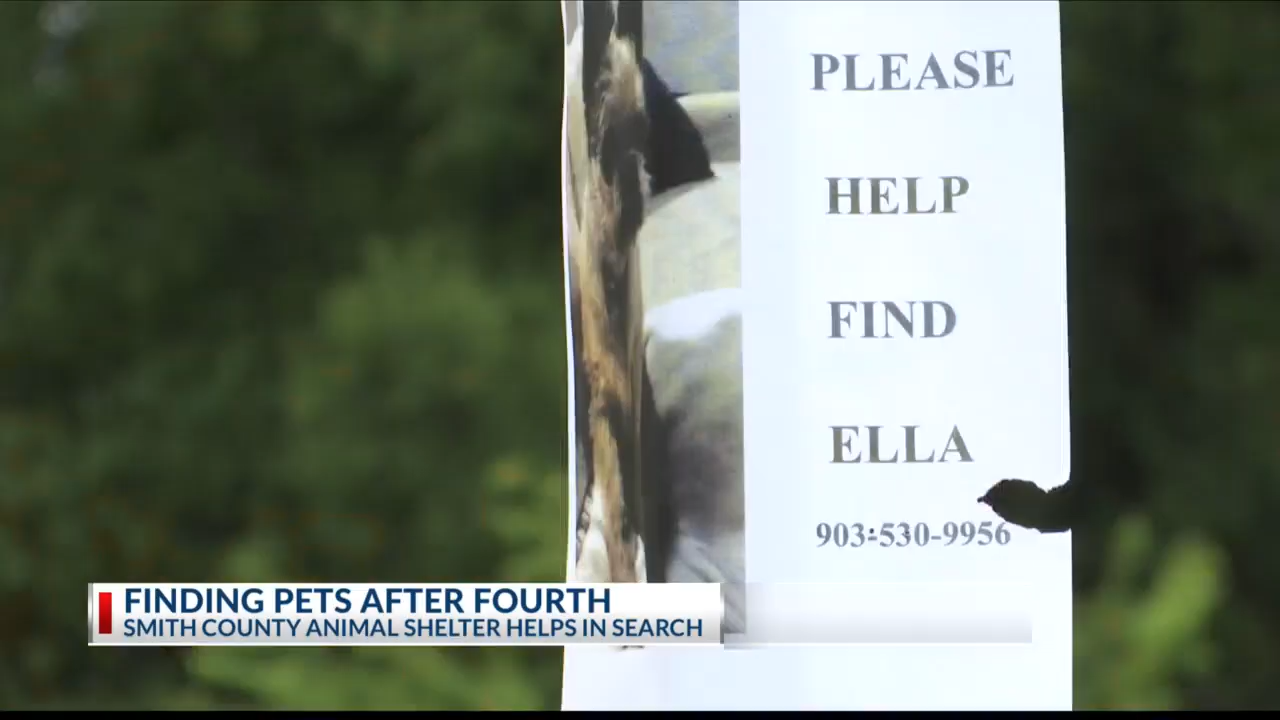 PLEASE
HELP
FIND
ELLA
903-530-9956
FINDING PETS AFTER FOURTH
SMITH COUNTY ANIMAL SHELTER HELPS IN SEARCH